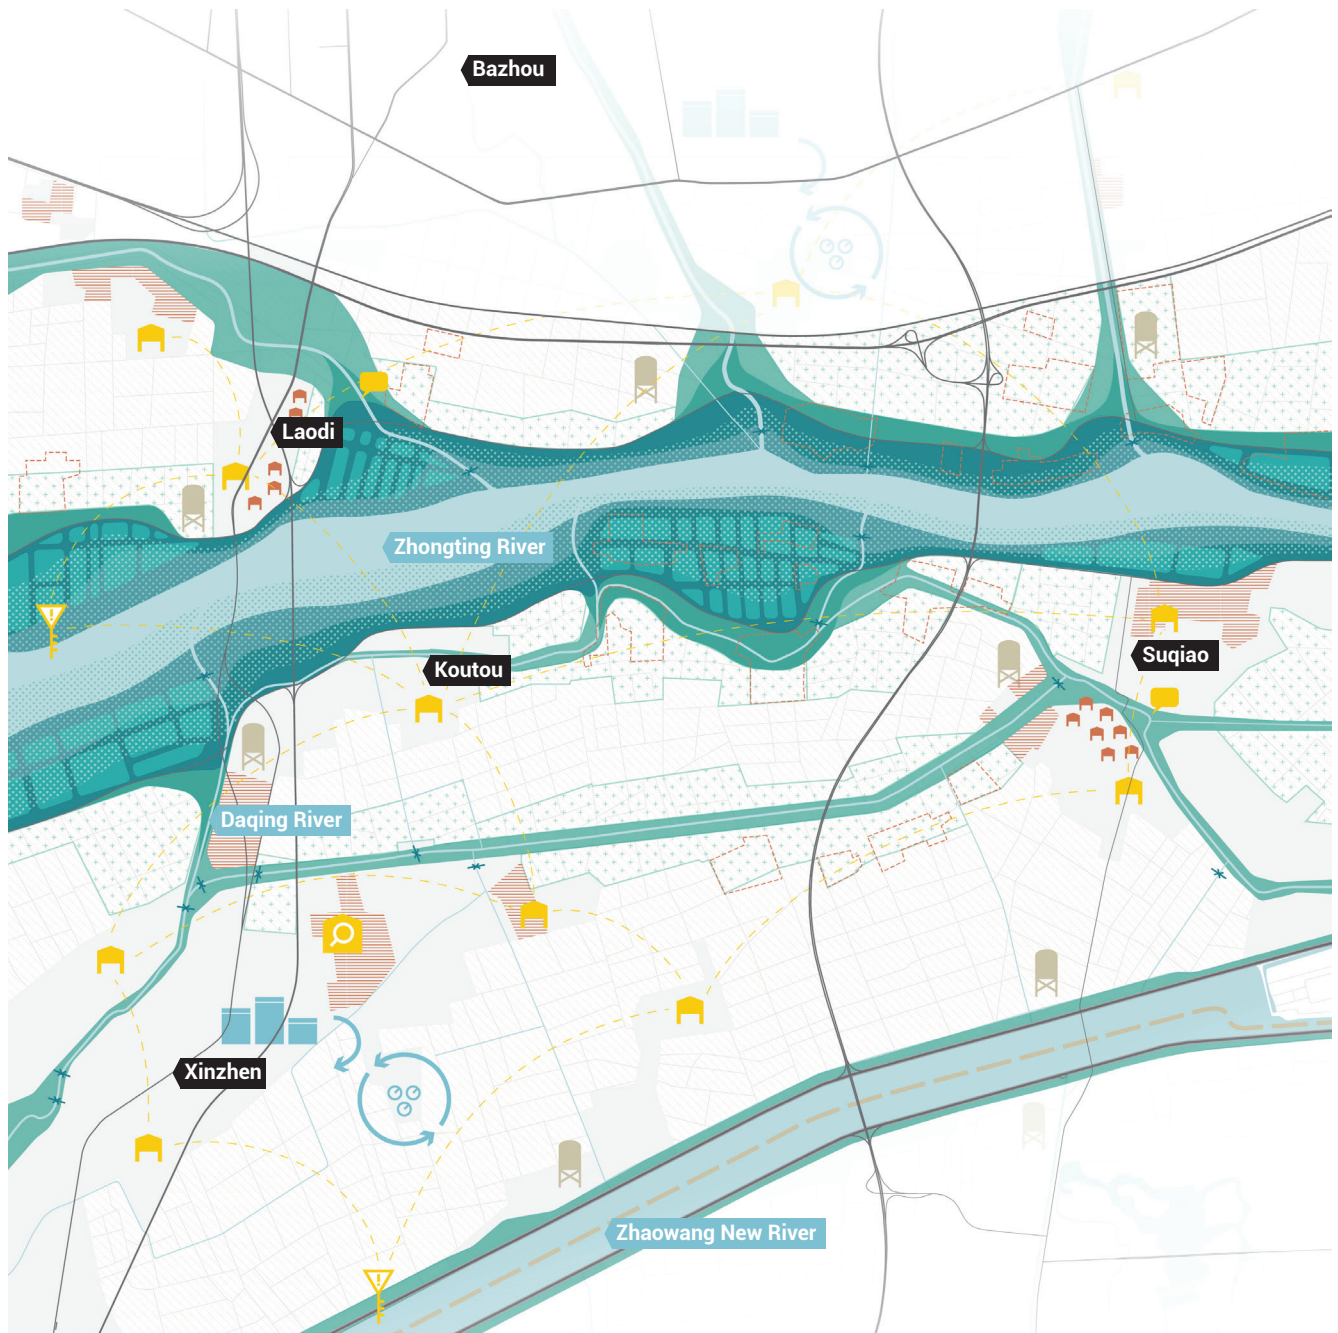 Bazhou
Laodi
Zhongting River
Koutou
Suqiao
Daqing River
Xinzhen
Zhaowang New River